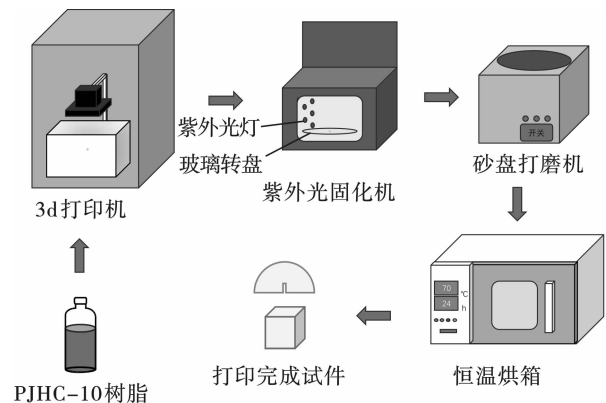 3d打印机
紫外光灯
玻璃转盘
紫外光固化机
开关
砂盘打磨机
70
℃
24
h
恒温烘箱
打印完成试件
PJHC-10树脂